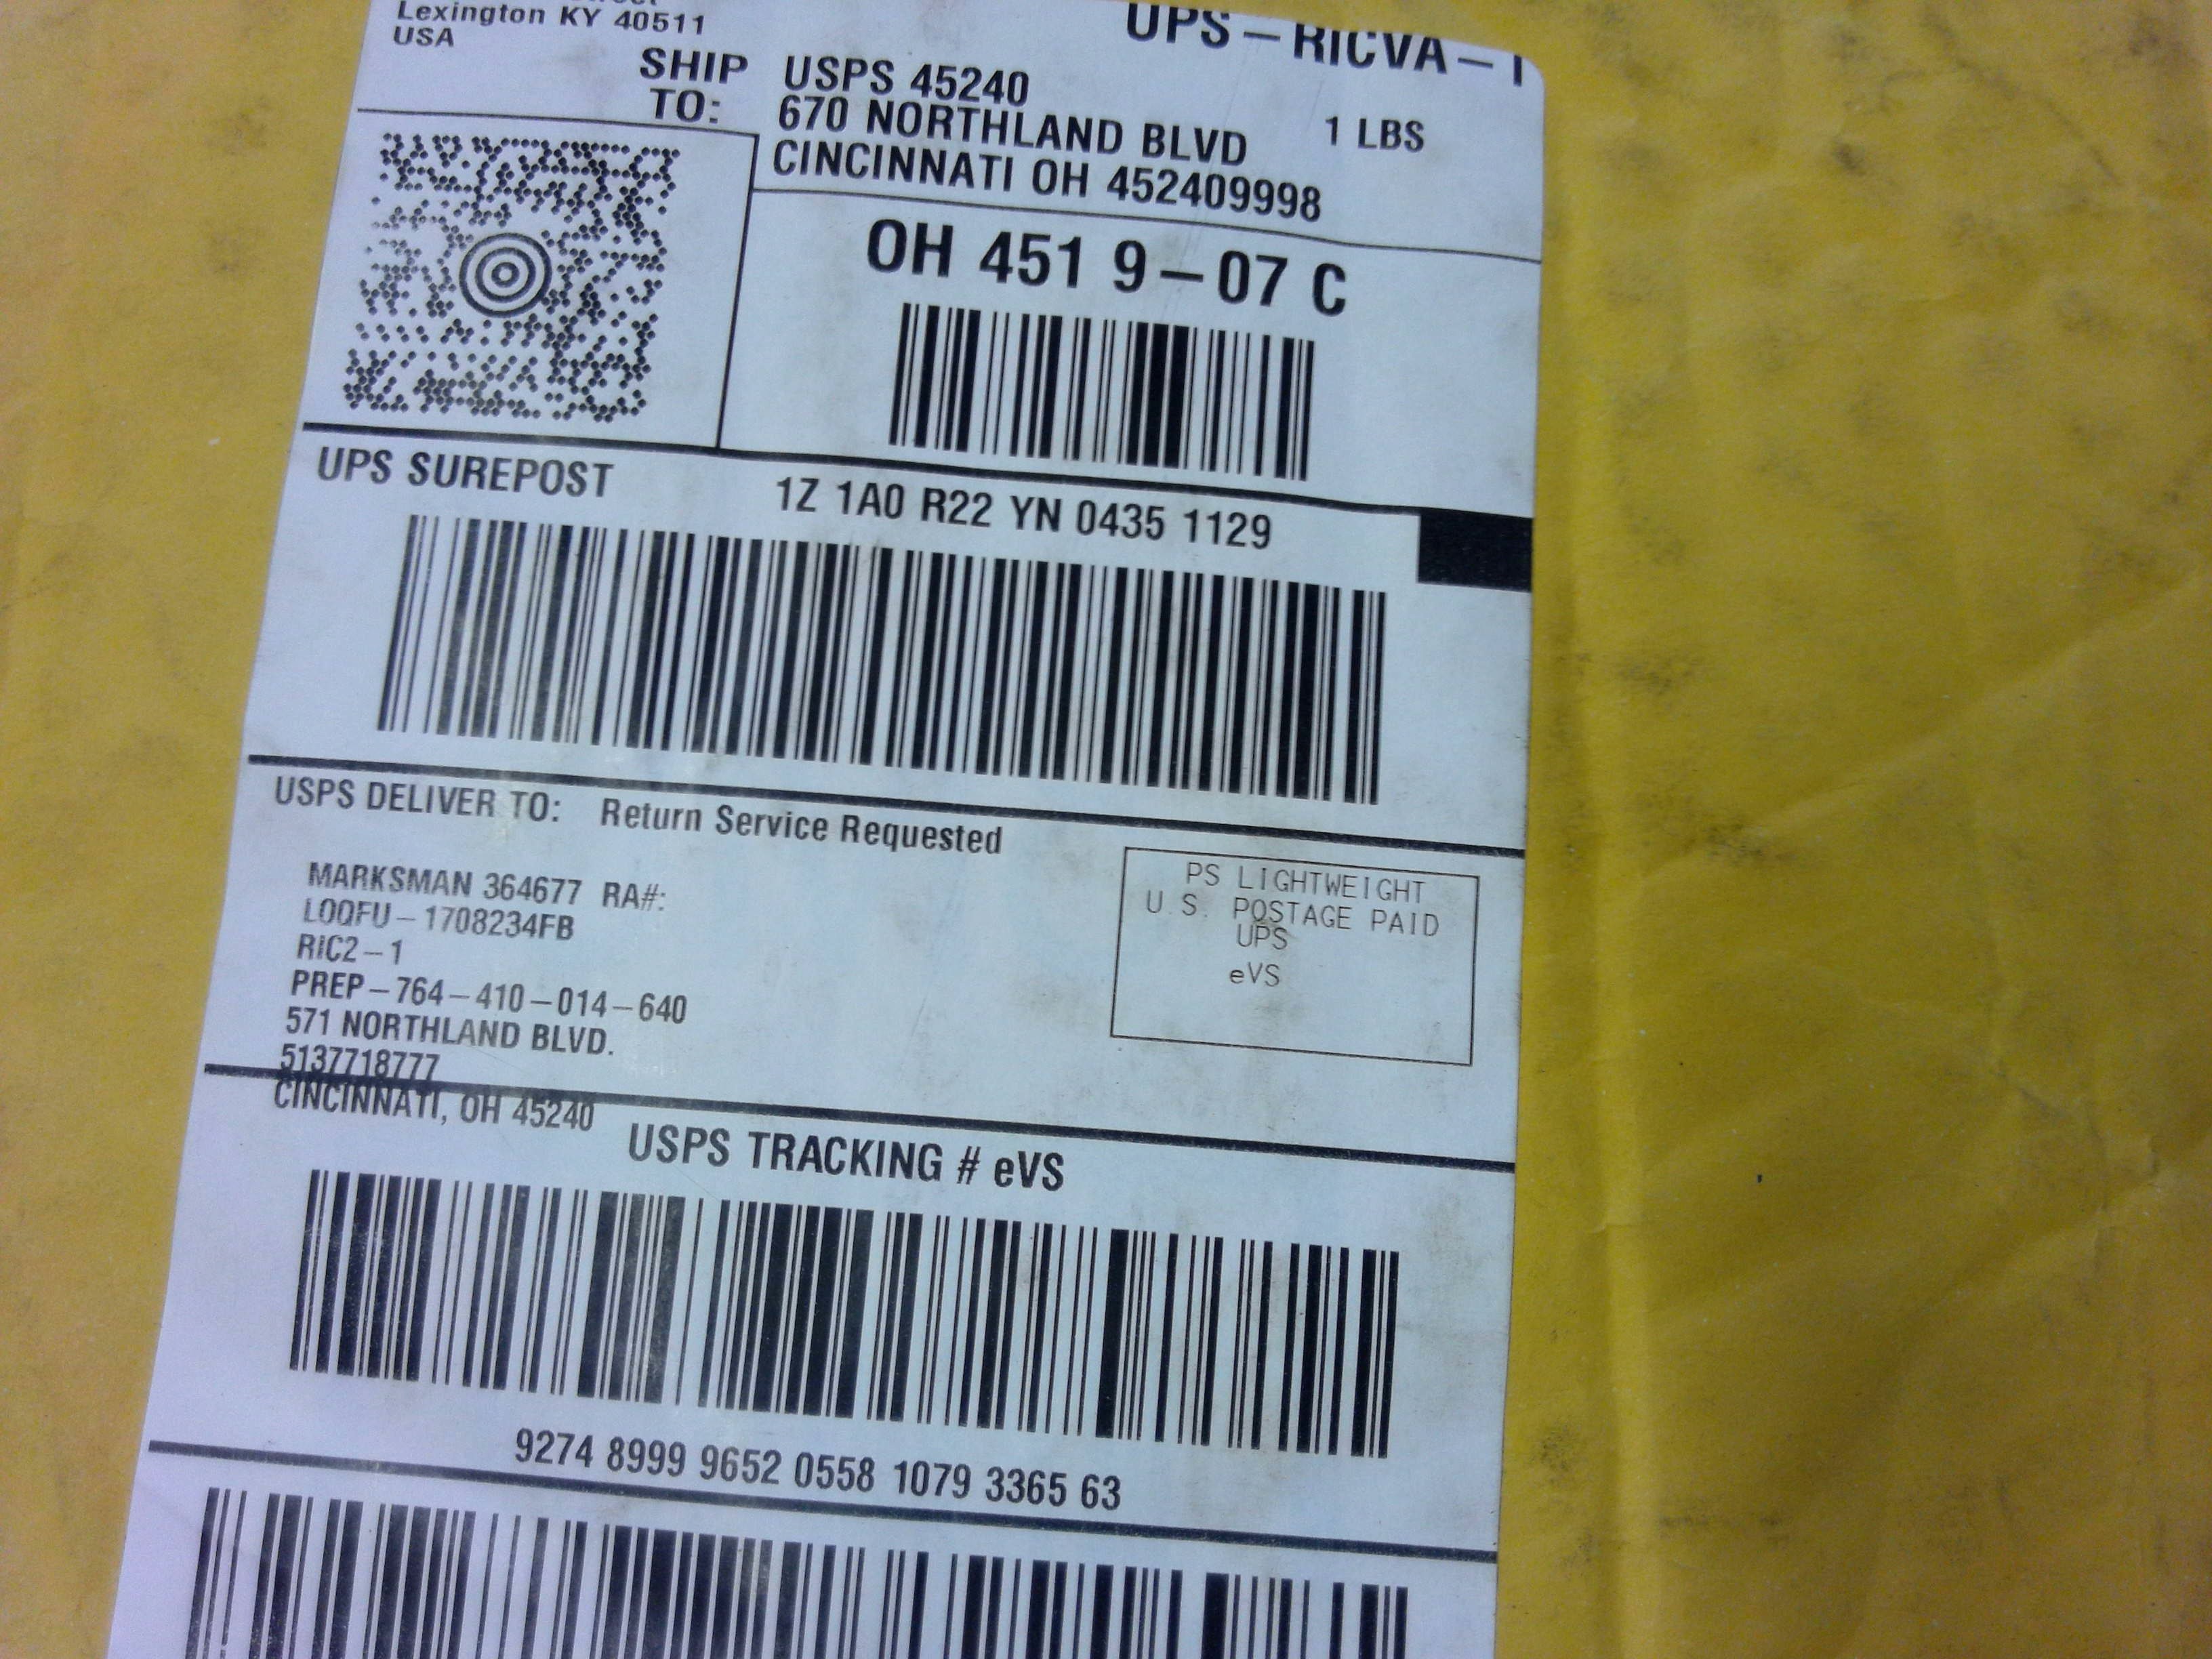 Lexington KY 40511
USA
UPS – RICVA – 1
SHIP TO:
USPS 45240
670 NORTHLAND BLVD
CINCINNATI OH 452409998
1 LBS
OH 451 9 – 07 C
UPS SUREPOST
1Z 1A0 R22 YN 0435 1129
USPS DELIVER TO: Return Service Requested
MARKSMAN 364677 RA#:
LOQFU – 1708234FB
RIC2 – 1
PREP – 764 – 410 – 014 – 640
571 NORTHLAND BLVD.
5137718777
CINCINNATI, OH 45240
PS LIGHTWEIGHT
U.S. POSTAGE PAID
UPS
eVS
USPS TRACKING # eVS
9274 8999 9652 0558 1079 3365 63